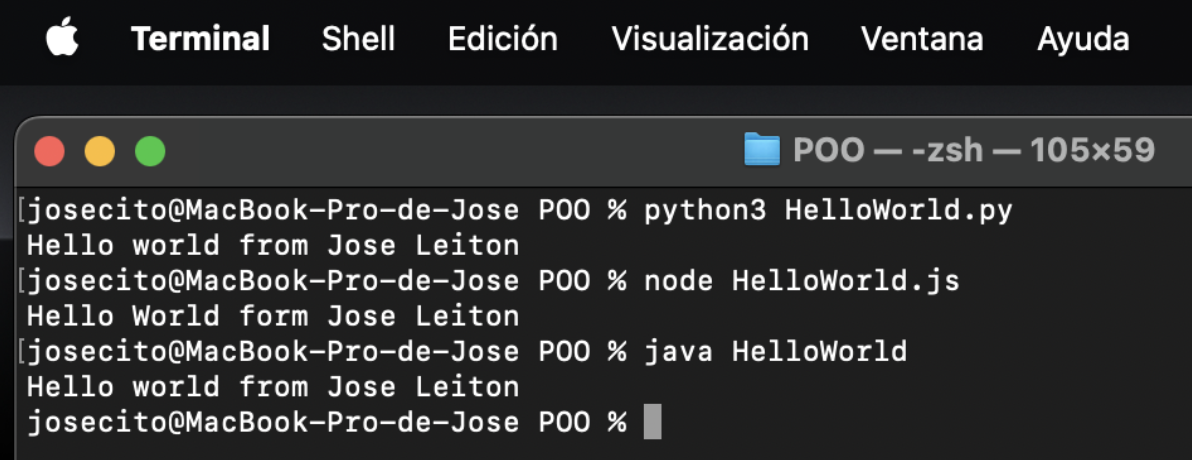 Terminal Shell Edición Visualización Ventana Ayuda
POO — -zsh — 105×59
[josecito@MacBook-Pro-de-Jose POO % python3 HelloWorld.py
Hello world from Jose Leiton
[josecito@MacBook-Pro-de-Jose POO % node HelloWorld.js
Hello World form Jose Leiton
[josecito@MacBook-Pro-de-Jose POO % java HelloWorld
Hello world from Jose Leiton
josecito@MacBook-Pro-de-Jose POO %